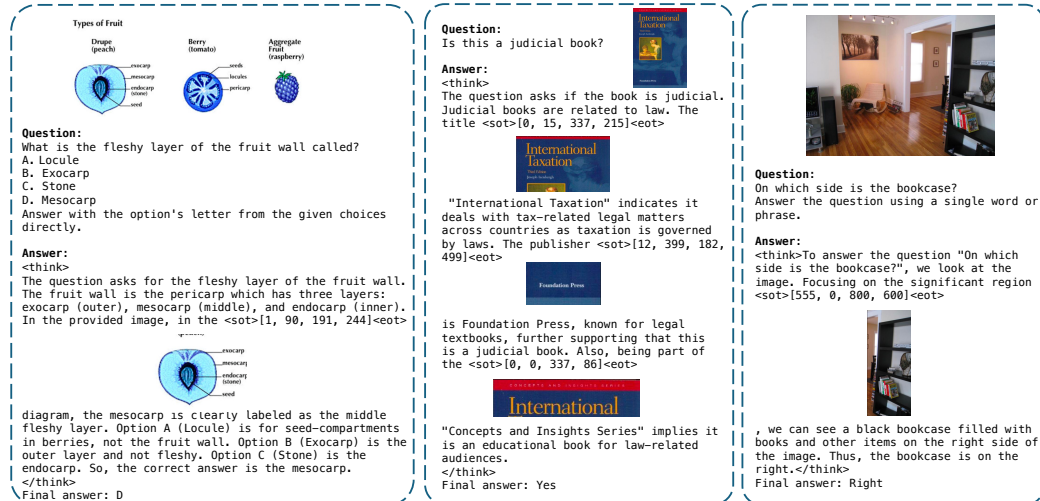 Types of Fruit
Drupe
(peach)
exocarp
mesocarp
endocarp
(stone)
seed
Berry
(tomato)
seeds
locules
pericarp
Aggregate
Fruit
(raspberry)
Question:
What is the fleshy layer of the fruit wall called?
A. Locule
B. Exocarp
C. Stone
D. Mesocarp
Answer with the option's letter from the given choices
directly.
Answer:
<think>
The question asks for the fleshy layer of the fruit wall.
The fruit wall is the pericarp which has three layers:
exocarp (outer), mesocarp (middle), and endocarp (inner).
In the provided image, in the <sot>[1, 90, 191, 244]<eot>
exocarp
mesocarp
endocarp
(stone)
seed
diagram, the mesocarp is clearly labeled as the middle
fleshy layer. Option A (Locule) is for seed-compartments
in berries, not the fruit wall. Option B (Exocarp) is the
outer layer and not fleshy. Option C (Stone) is the
endocarp. So, the correct answer is the mesocarp.
</think>
Final answer: D
Question:
Is this a judicial book?
International
Taxation
Answer:
<think>
The question asks if the book is judicial.
Judicial books are related to law. The
title <sot>[0, 15, 337, 215]<eot>
International
Taxation
"International Taxation" indicates it
deals with tax-related legal matters
across countries as taxation is governed
by laws. The publisher <sot>[12, 399, 182,
499]<eot>
Foundation Press
is Foundation Press, known for legal
textbooks, further supporting that this
is a judicial book. Also, being part of
the <sot>[0, 0, 337, 86]<eot>
CONCEPTS AND INSIGHTS SERIES
International
"Concepts and Insights Series" implies it
is an educational book for law-related
audiences.
</think>
Final answer: Yes
Question:
On which side is the bookcase?
Answer the question using a single word or
phrase.
Answer:
<think>To answer the question "On which
side is the bookcase?", we look at the
image. Focusing on the significant region
<sot>[555, 0, 800, 600]<eot>
, we can see a black bookcase filled with
books and other items on the right side of
the image. Thus, the bookcase is on the
right.</think>
Final answer: Right